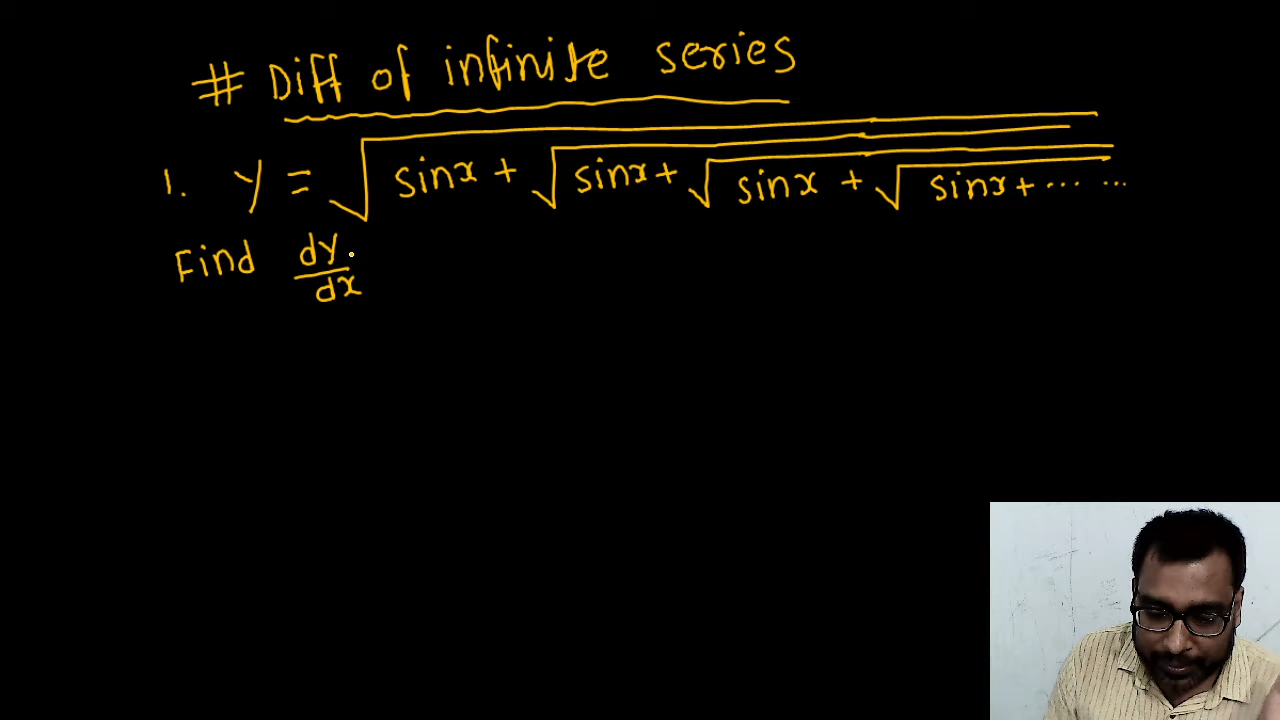 # Diff of infinite series
1. y = √(sinx + √(sinx + √(sinx + √(sinx + ... ...
Find dy/dx